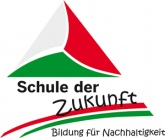 Schule der
Zukunft
Bildung für Nachhaltigkeit